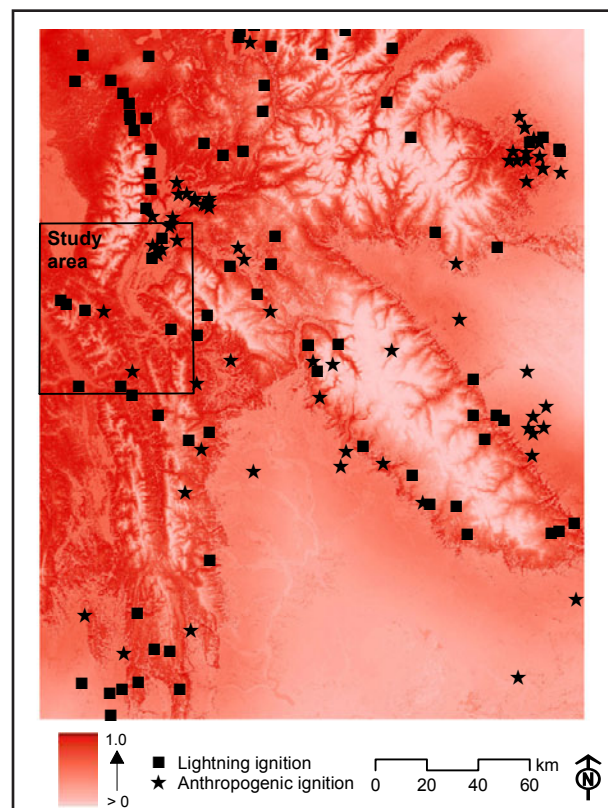 Study
area
1.0
> 0
Lightning ignition
Anthropogenic ignition
km
0 20 40 60
N